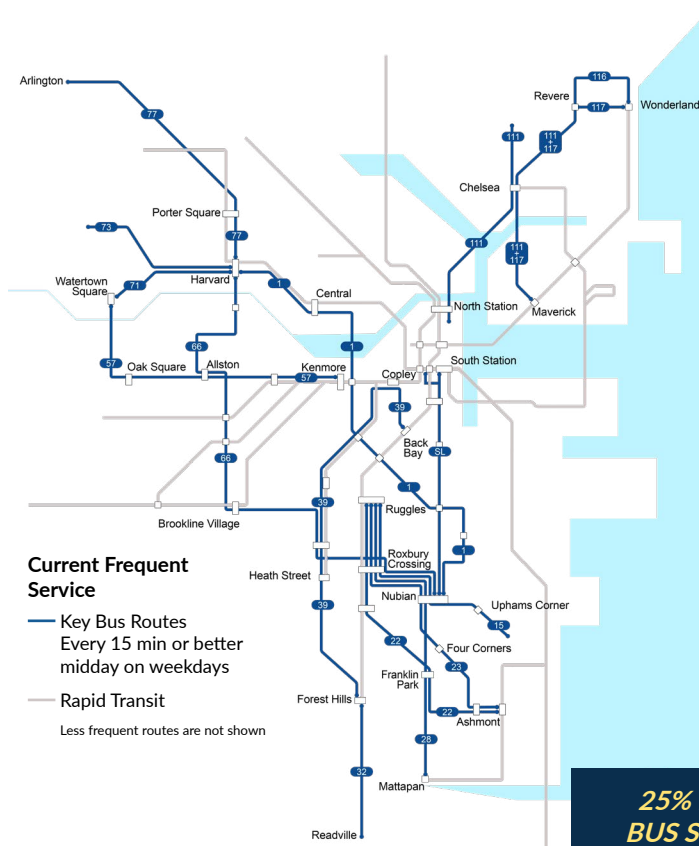 116
Arlington
Revere
117
Wonderland
77
111
111
+
117
Chelsea
Porter Square
73
77
111
111
+
117
Harvard
Watertown
Square
71
1
Central
North Station
Maverick
66
1
South Station
57
Oak Square
Allston
Kenmore
57
Copley
39
Back
Bay
SL
66
1
39
Ruggles
Brookline Village
Roxbury
Crossing
1
Current Frequent
Service
Heath Street
Nubian
Uphams Corner
Key Bus Routes
Every 15 min or better
midday on weekdays
39
15
22
Four Corners
23
Franklin
Park
Rapid Transit
Forest Hills
22
Ashmont
Less frequent routes are not shown
28
32
Mattapan
25%
BUS S
Readville